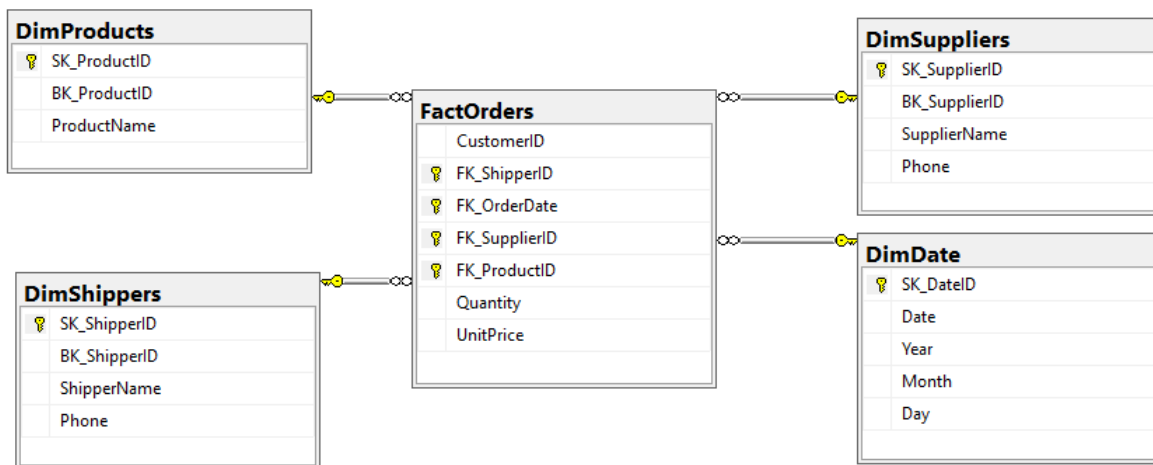 DimProducts
SK_ProductID
BK_ProductID
ProductName
DimShippers
SK_ShipperID
BK_ShipperID
ShipperName
Phone
FactOrders
CustomerID
FK_ShipperID
FK_OrderDate
FK_SupplierID
FK_ProductID
Quantity
UnitPrice
DimSuppliers
SK_SupplierID
BK_SupplierID
SupplierName
Phone
DimDate
SK_DateID
Date
Year
Month
Day